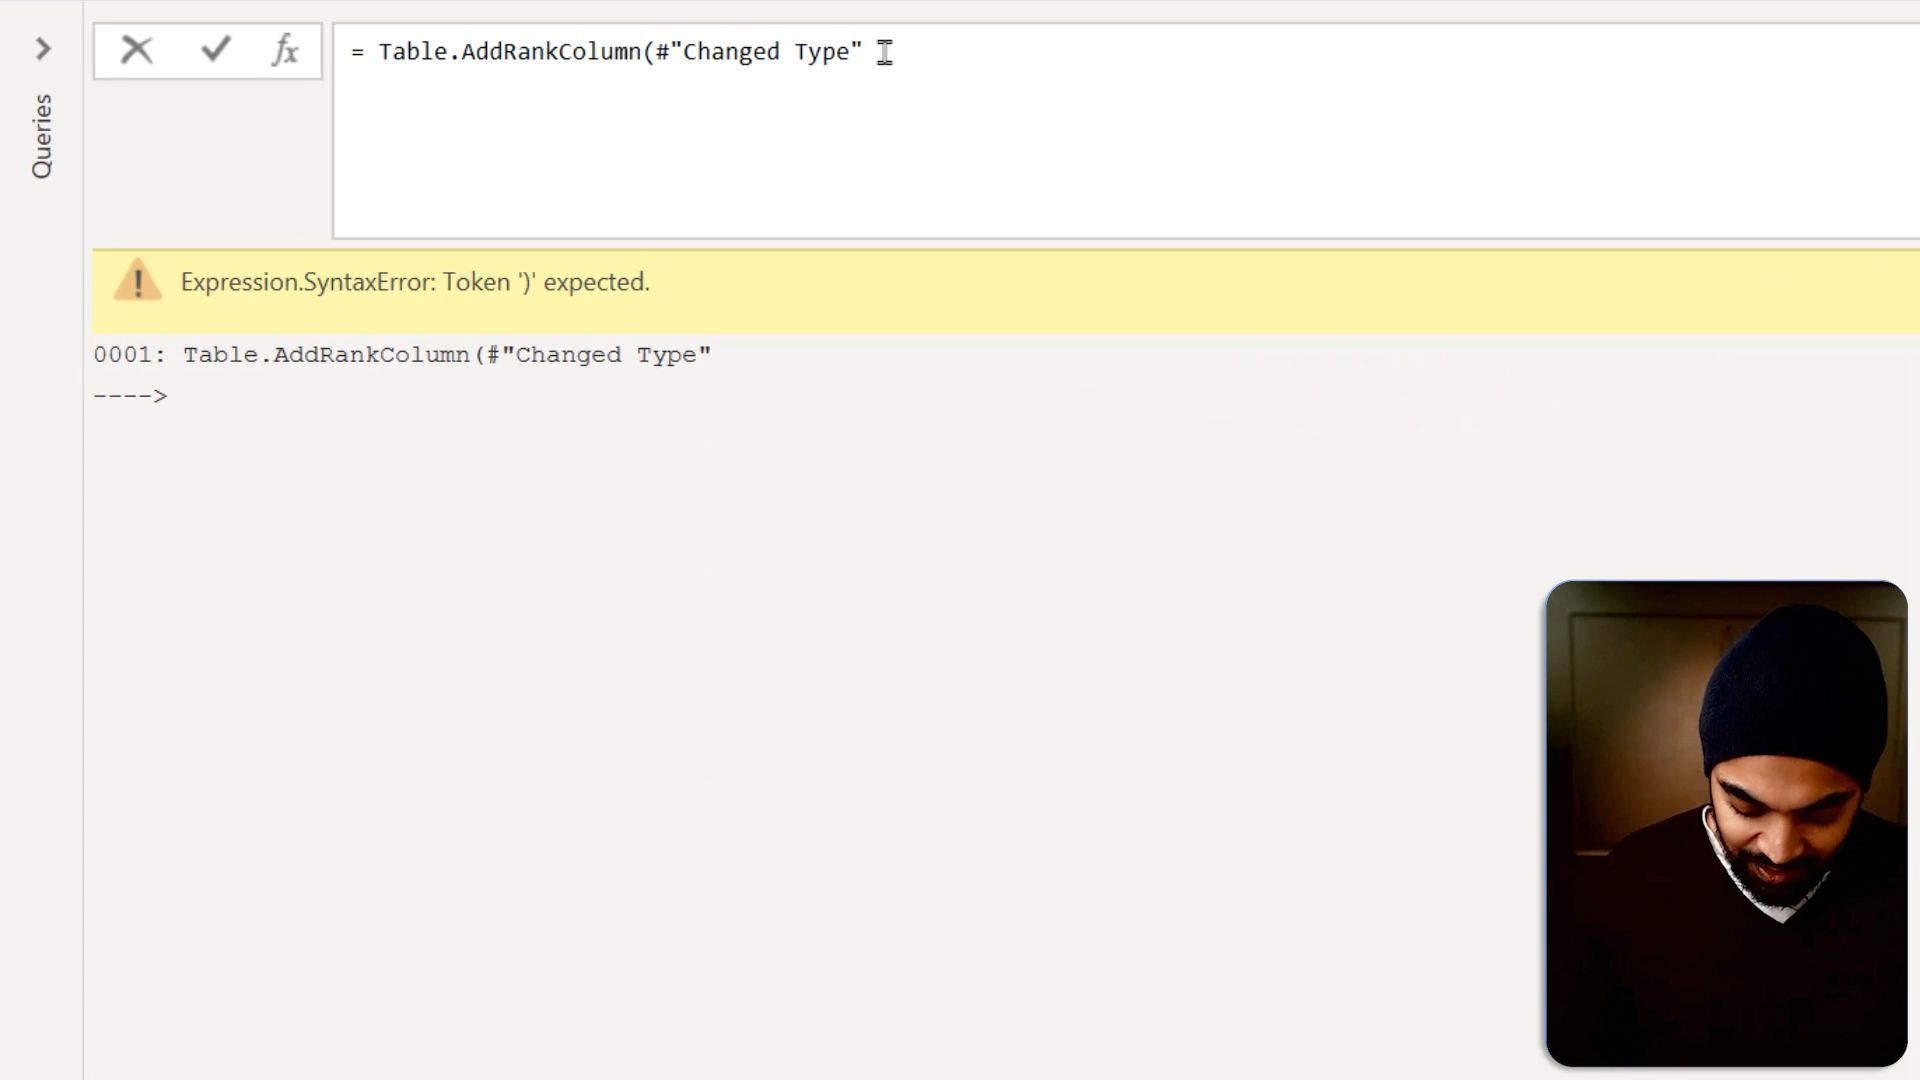 = Table.AddRankColumn(#"Changed Type"
Queries
Expression.SyntaxError: Token ')' expected.
0001: Table.AddRankColumn(#"Changed Type"
---->